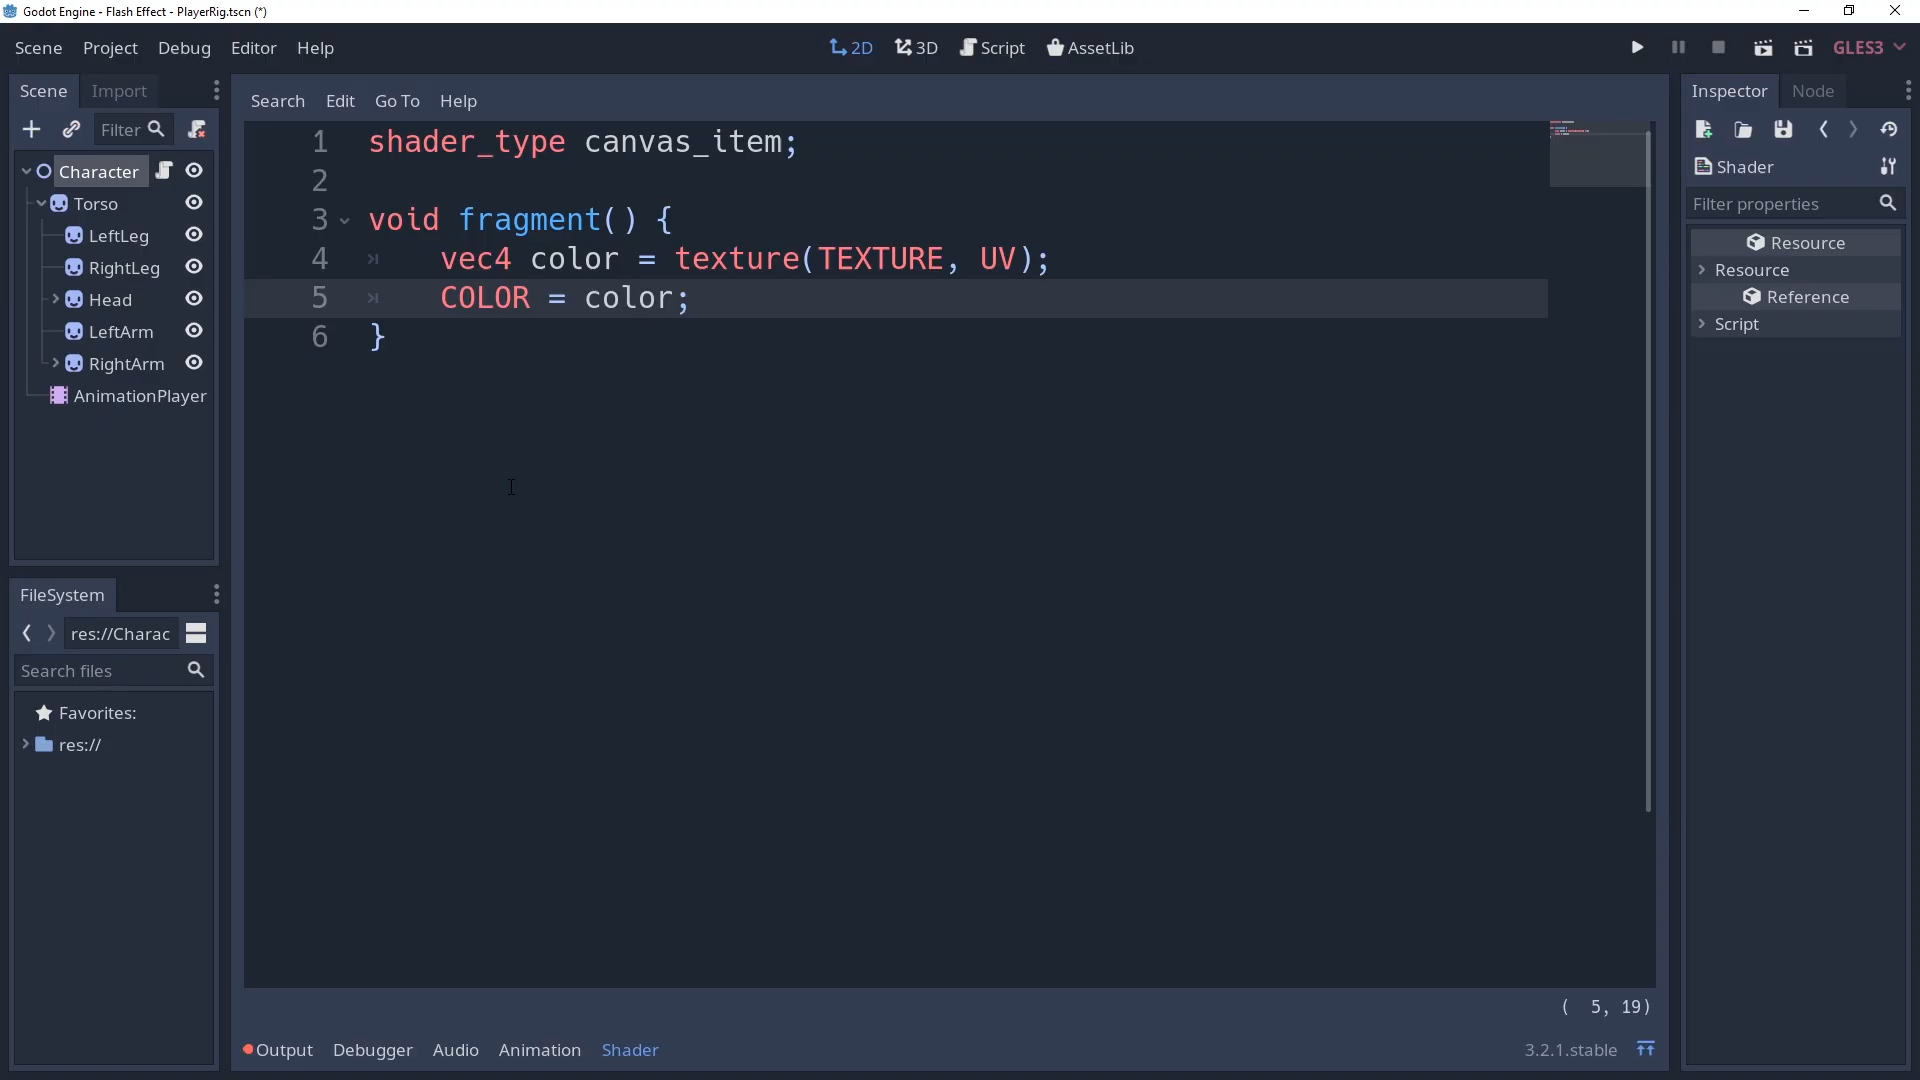 Godot Engine - Flash Effect - PlayerRig.tscn (*)
Scene Project Debug Editor Help
2D 3D Script AssetLib
GLES3
Scene Import
Filter
Character
Torso
LeftLeg
RightLeg
Head
LeftArm
RightArm
AnimationPlayer
FileSystem
res://Charac
Search files
Favorites:
res://
Search Edit Go To Help
1 shader_type canvas_item;
2
3 void fragment() {
4 vec4 color = texture(TEXTURE, UV);
5 COLOR = color;
6 }
( 5, 19)
Output Debugger Audio Animation Shader
3.2.1.stable
Inspector Node
Shader
Filter properties
Resource
Resource
Reference
Script